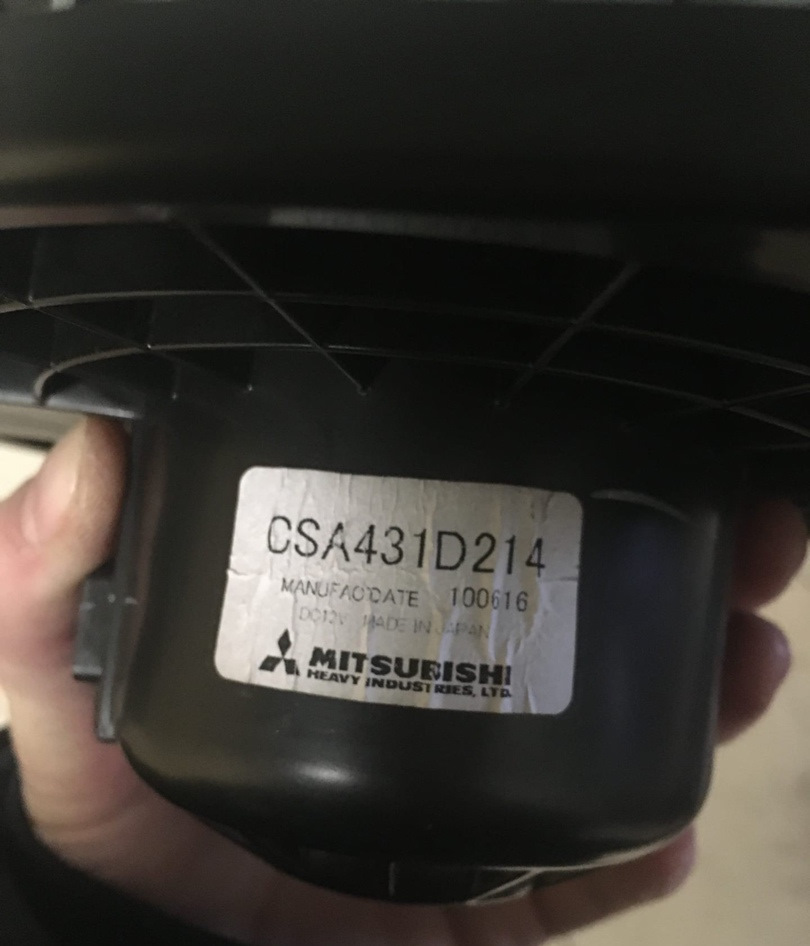 CSA431D214
MANUFAC DATE 100616
DC12V MADE IN JAPAN
MITSUBISHI
HEAVY INDUSTRIES, LTD.